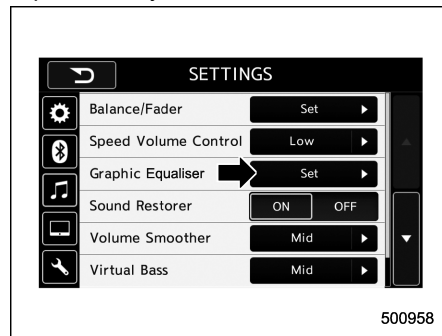 SETTINGS
Balance/Fader Set
Speed Volume Control Low
Graphic Equaliser Set
Sound Restorer ON OFF
Volume Smoother Mid
Virtual Bass Mid
500958